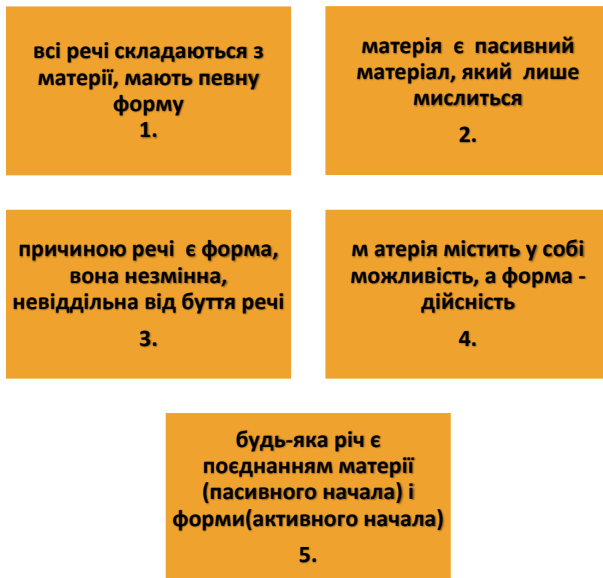 всі речі складаються з
матерії, мають певну
форму
1.
матерія є пасивний
матеріал, який лише
мислиться
2.
причиною речі є форма,
вона незмінна,
невіддільна від буття речі
3.
м атерія містить у собі
можливість, а форма -
дійсність
4.
будь-яка річ є
поєднанням матерії
(пасивного начала) і
форми(активного начала)
5.